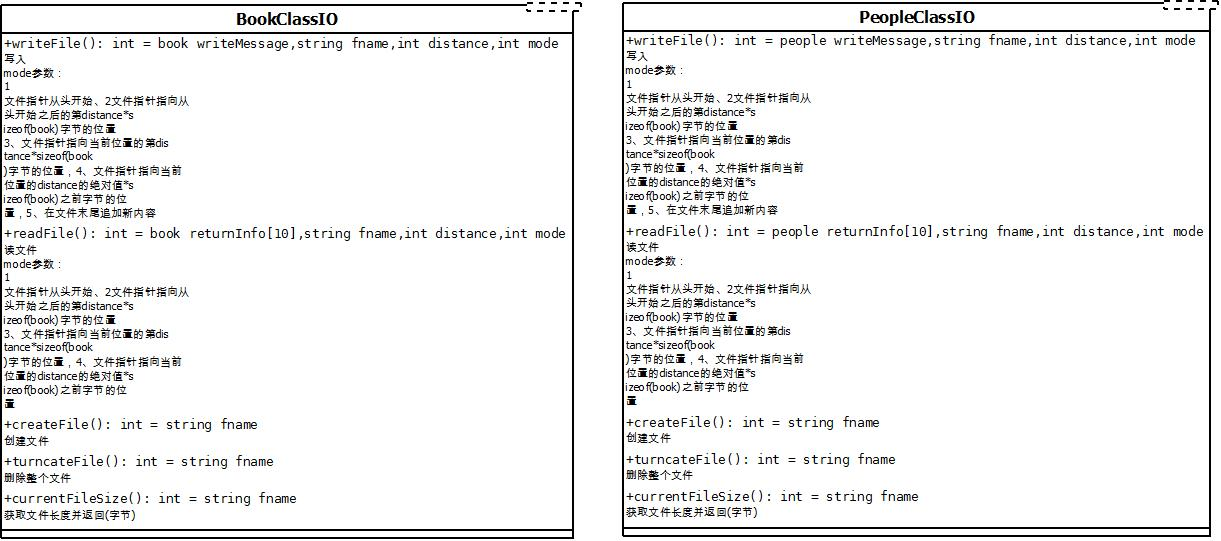 BookClassIO
+writeFile(): int = book writeMessage,string fname,int distance,int mode
写入
mode参数：
1
文件指针从头开始、2文件指针指向从
头开始之后的第distance*s
izeof(book)字节的位置
3、文件指针指向当前位置的第dis
tance*sizeof(book
)字节的位置，4、文件指针指向当前
位置的distance的绝对值*s
izeof(book)之前字节的位
置，5、在文件末尾追加新内容
+readFile(): int = book returnInfo[10],string fname,int distance,int mode
读文件
mode参数：
1
文件指针从头开始、2文件指针指向从
头开始之后的第distance*s
izeof(book)字节的位置
3、文件指针指向当前位置的第dis
tance*sizeof(book
)字节的位置，4、文件指针指向当前
位置的distance的绝对值*s
izeof(book)之前字节的位
置
+createFile(): int = string fname
创建文件
+turncateFile(): int = string fname
删除整个文件
+currentFileSize(): int = string fname
获取文件长度并返回(字节)
PeopleClassIO
+writeFile(): int = people writeMessage,string fname,int distance,int mode
写入
mode参数：
1
文件指针从头开始、2文件指针指向从
头开始之后的第distance*s
izeof(book)字节的位置
3、文件指针指向当前位置的第dis
tance*sizeof(book
)字节的位置，4、文件指针指向当前
位置的distance的绝对值*s
izeof(book)之前字节的位
置，5、在文件末尾追加新内容
+readFile(): int = people returnInfo[10],string fname,int distance,int mode
读文件
mode参数：
1
文件指针从头开始、2文件指针指向从
头开始之后的第distance*s
izeof(book)字节的位置
3、文件指针指向当前位置的第dis
tance*sizeof(book
)字节的位置，4、文件指针指向当前
位置的distance的绝对值*s
izeof(book)之前字节的位
置
+createFile(): int = string fname
创建文件
+turncateFile(): int = string fname
删除整个文件
+currentFileSize(): int = string fname
获取文件长度并返回(字节)